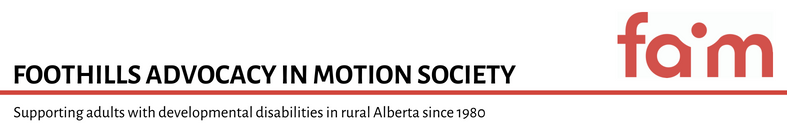 faim
FOOTHILLS ADVOCACY IN MOTION SOCIETY
Supporting adults with developmental disabilities in rural Alberta since 1980